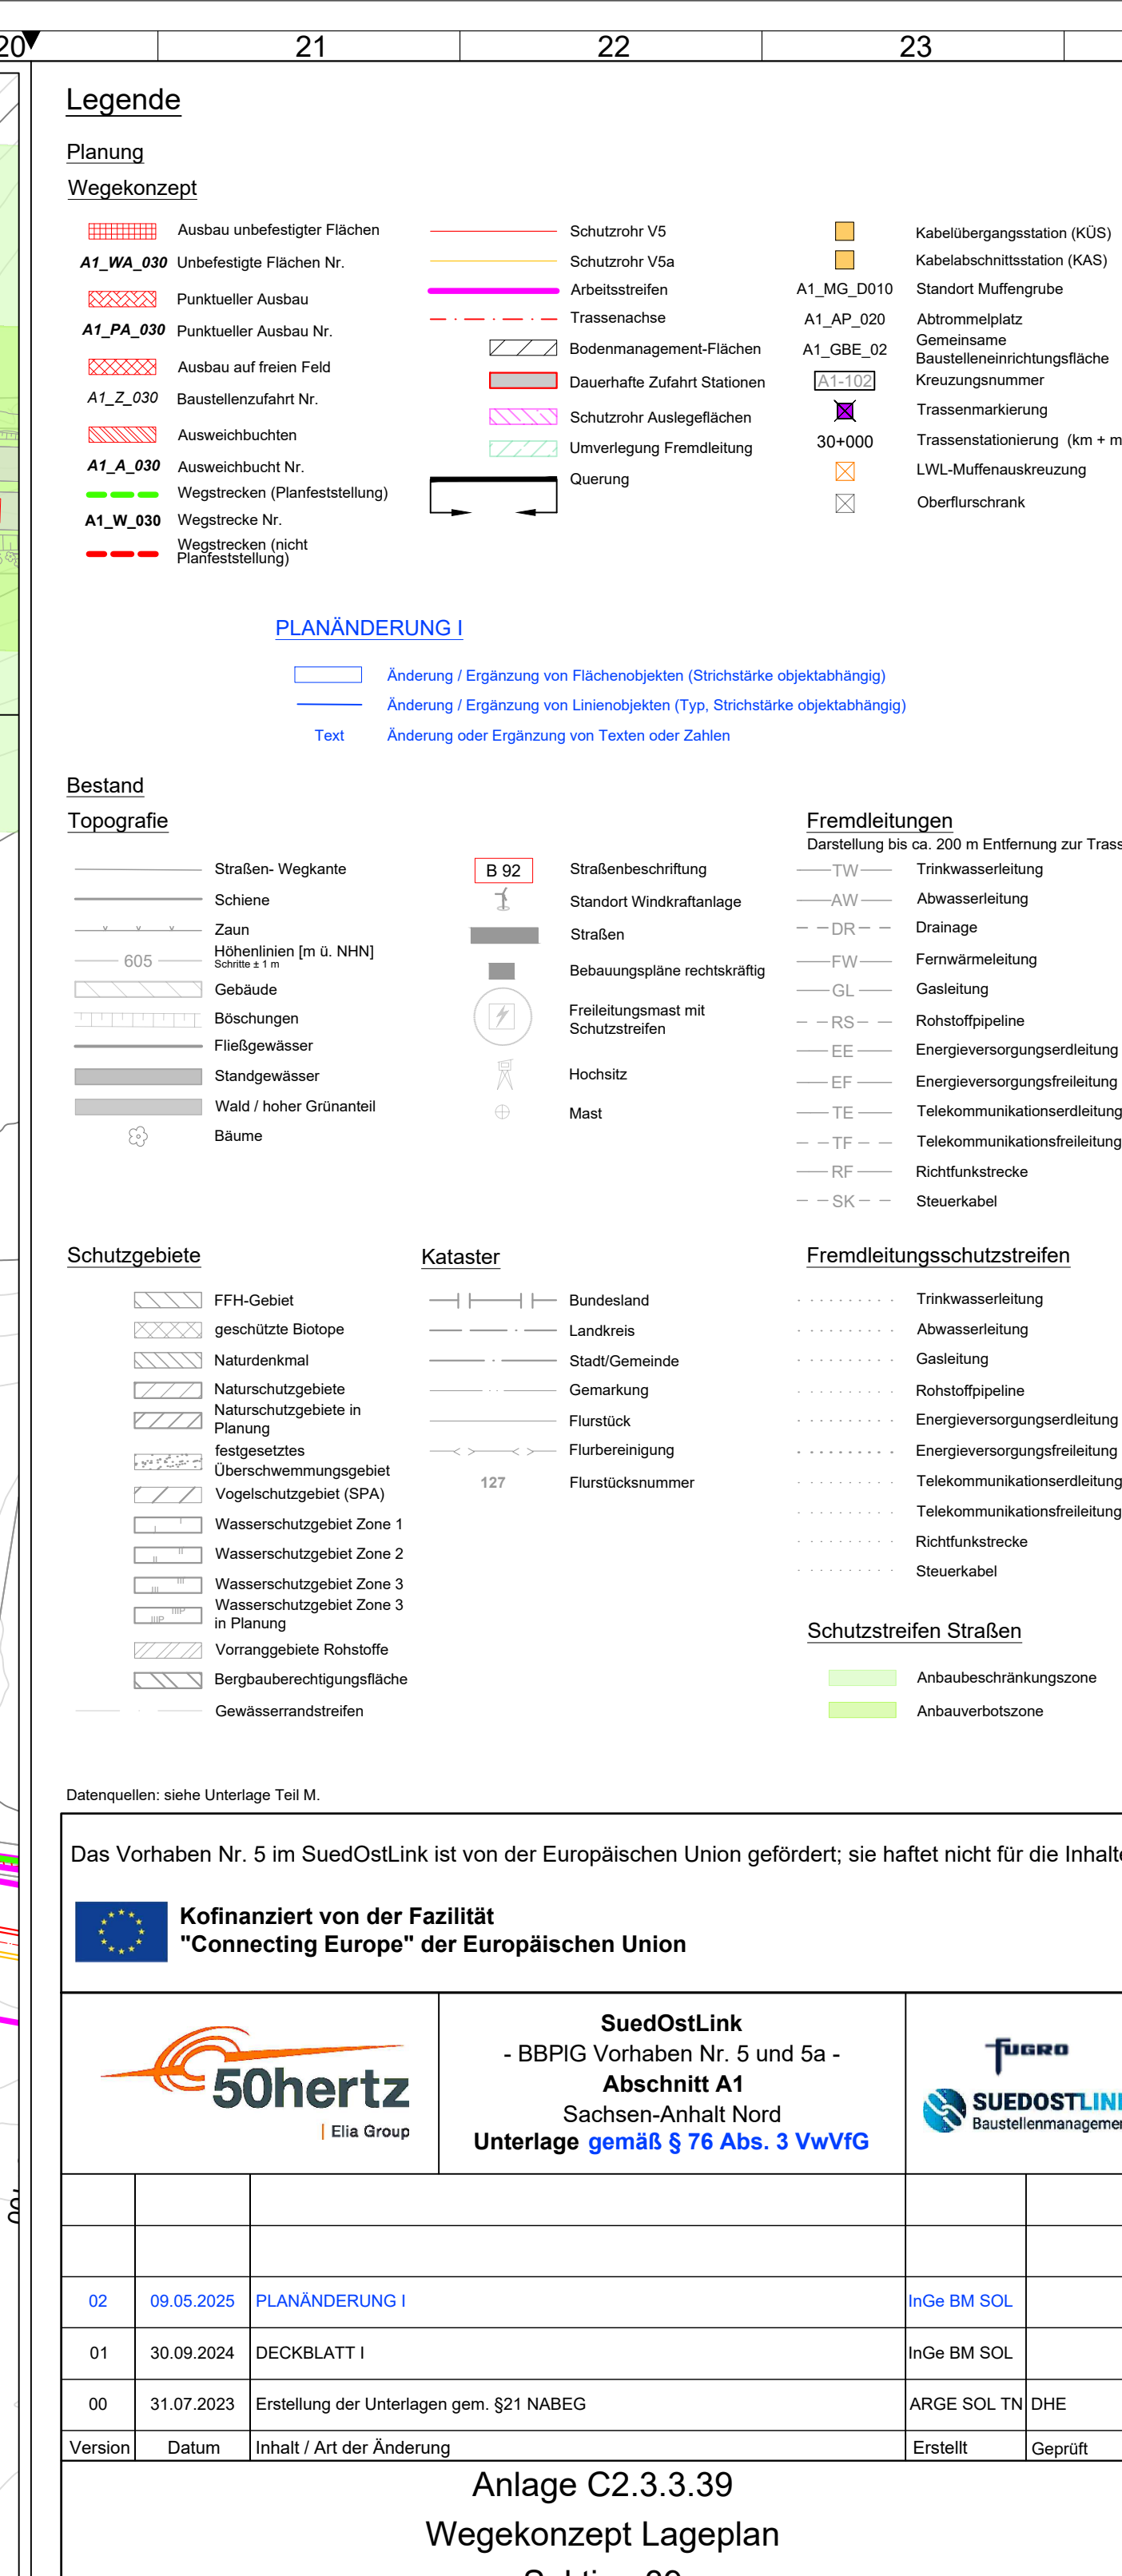 20
21
22
23
Legende
Planung
Wegekonzept
Ausbau unbefestigter Flächen
A1_WA_030 Unbefestigte Flächen Nr.
Punktueller Ausbau
A1_PA_030 Punktueller Ausbau Nr.
Ausbau auf freien Feld
A1_Z_030 Baustellenzufahrt Nr.
Ausweichbuchten
A1_A_030 Ausweichbucht Nr.
Wegstrecken (Planfeststellung)
A1_W_030 Wegstrecke Nr.
Wegstrecken (nicht
Planfeststellung)
Schutzrohr V5
Schutzrohr V5a
Arbeitsstreifen
Trassenachse
Bodenmanagement-Flächen
Dauerhafte Zufahrt Stationen
Schutzrohr Auslegeflächen
Umverlegung Fremdleitung
Querung
Kabelübergangsstation (KÜS)
Kabelabschnittsstation (KAS)
A1_MG_D010 Standort Muffengrube
A1_AP_020 Abtrommelplatz
A1_GBE_02 Gemeinsame
Baustelleneinrichtungsfläche
A1-102 Kreuzungsnummer
Trassenmarkierung
30+000 Trassenstationierung (km + m
LWL-Muffenauskreuzung
Oberflurschrank
PLANÄNDERUNG I
Änderung / Ergänzung von Flächenobjekten (Strichstärke objektabhängig)
Änderung / Ergänzung von Linienobjekten (Typ, Strichstärke objektabhängig)
Text Änderung oder Ergänzung von Texten oder Zahlen
Bestand
Topografie
Straßen- Wegkante
Schiene
Zaun
605 Höhenlinien [m ü. NHN]
Schritte ± 1 m
Gebäude
Böschungen
Fließgewässer
Standgewässer
Wald / hoher Grünanteil
Bäume
B 92 Straßenbeschriftung
Standort Windkraftanlage
Straßen
Bebauungspläne rechtskräftig
Freileitungsmast mit
Schutzstreifen
Hochsitz
Mast
Fremdleitungen
Darstellung bis ca. 200 m Entfernung zur Trass
TW Trinkwasserleitung
AW Abwasserleitung
DR Drainage
FW Fernwärmeleitung
GL Gasleitung
RS Rohstoffpipeline
EE Energieversorgungserdleitung
EF Energieversorgungsfreileitung
TE Telekommunikationserdleitung
TF Telekommunikationsfreileitung
RF Richtfunkstrecke
SK Steuerkabel
Schutzgebiete
FFH-Gebiet
geschützte Biotope
Naturdenkmal
Naturschutzgebiete
Naturschutzgebiete in
Planung
festgesetztes
Überschwemmungsgebiet
Vogelschutzgebiet (SPA)
Wasserschutzgebiet Zone 1
II II Wasserschutzgebiet Zone 2
III III Wasserschutzgebiet Zone 3
IIIP IIIP Wasserschutzgebiet Zone 3
in Planung
Vorranggebiete Rohstoffe
Bergbauberechtigungsfläche
Gewässerrandstreifen
Kataster
Bundesland
Landkreis
Stadt/Gemeinde
Gemarkung
Flurstück
Flurbereinigung
127 Flurstücksnummer
Fremdleitungsschutzstreifen
Trinkwasserleitung
Abwasserleitung
Gasleitung
Rohstoffpipeline
Energieversorgungserdleitung
Energieversorgungsfreileitung
Telekommunikationserdleitung
Telekommunikationsfreileitung
Richtfunkstrecke
Steuerkabel
Schutzstreifen Straßen
Anbaubeschränkungszone
Anbauverbotszone
Datenquellen: siehe Unterlage Teil M.
Das Vorhaben Nr. 5 im SuedOstLink ist von der Europäischen Union gefördert; sie haftet nicht für die Inhalte
Kofinanziert von der Fazilität
"Connecting Europe" der Europäischen Union
50hertz
Elia Group
SuedOstLink
- BBPlG Vorhaben Nr. 5 und 5a -
Abschnitt A1
Sachsen-Anhalt Nord
Unterlage gemäß § 76 Abs. 3 VwVfG
FUGRO
SUEDOSTLINK
Baustellenmanagemen
02 09.05.2025 PLANÄNDERUNG I InGe BM SOL
01 30.09.2024 DECKBLATT I InGe BM SOL
00 31.07.2023 Erstellung der Unterlagen gem. §21 NABEG ARGE SOL TN DHE
Version Datum Inhalt / Art der Änderung Erstellt Geprüft
Anlage C2.3.3.39
Wegekonzept Lageplan